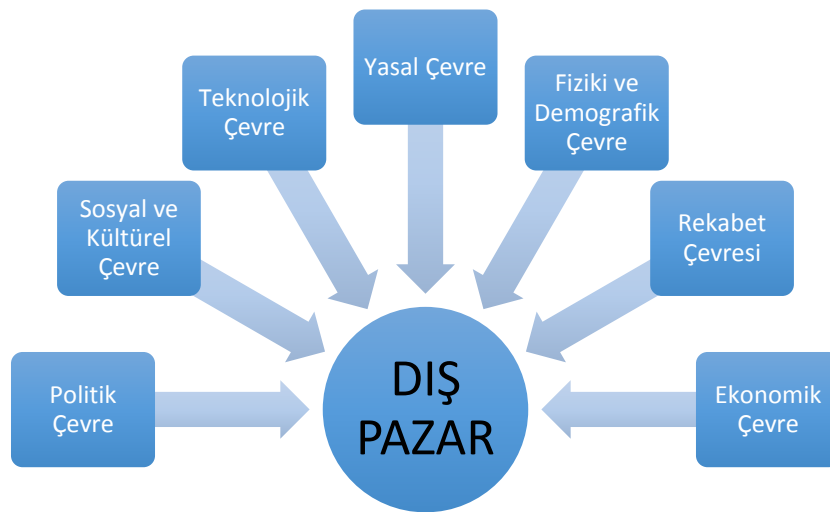 Yasal Çevre
Teknolojik
Çevre
Fiziki ve
Demografik
Çevre
Sosyal ve
Kültürel
Çevre
Rekabet
Çevresi
Politik
Çevre
DIŞ
PAZAR
Ekonomik
Çevre